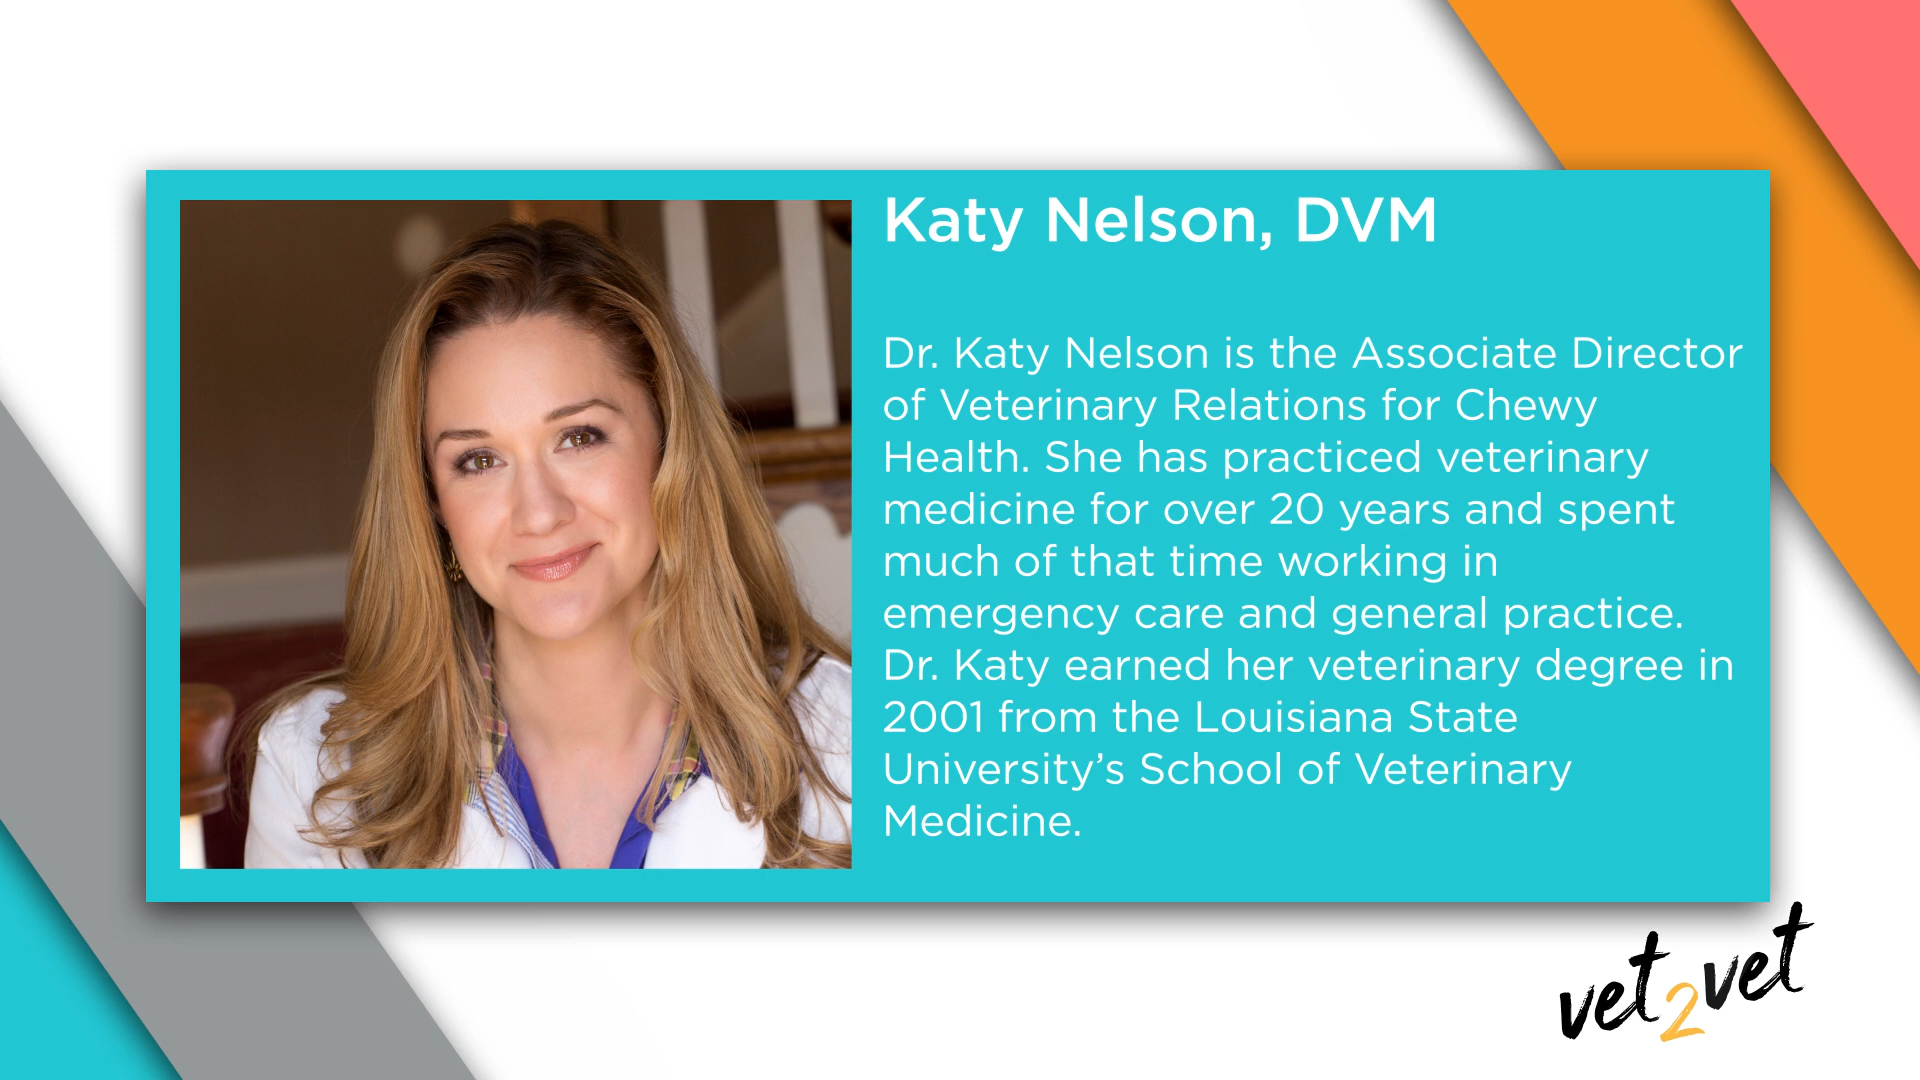 Katy Nelson, DVM
Dr. Katy Nelson is the Associate Director
of Veterinary Relations for Chewy
Health. She has practiced veterinary
medicine for over 20 years and spent
much of that time working in
emergency care and general practice.
Dr. Katy earned her veterinary degree in
2001 from the Louisiana State
University’s School of Veterinary
Medicine.
vet2vet